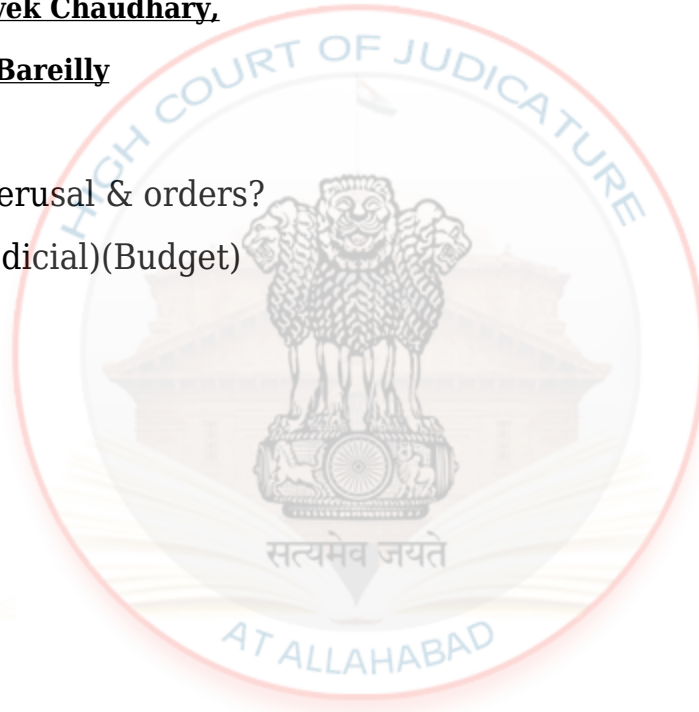 vek Chaudhary,
Bareilly
erusal & orders?
dicial)(Budget)
HIGH COURT OF JUDICATURE
सत्यमेव जयते
AT ALLAHABAD